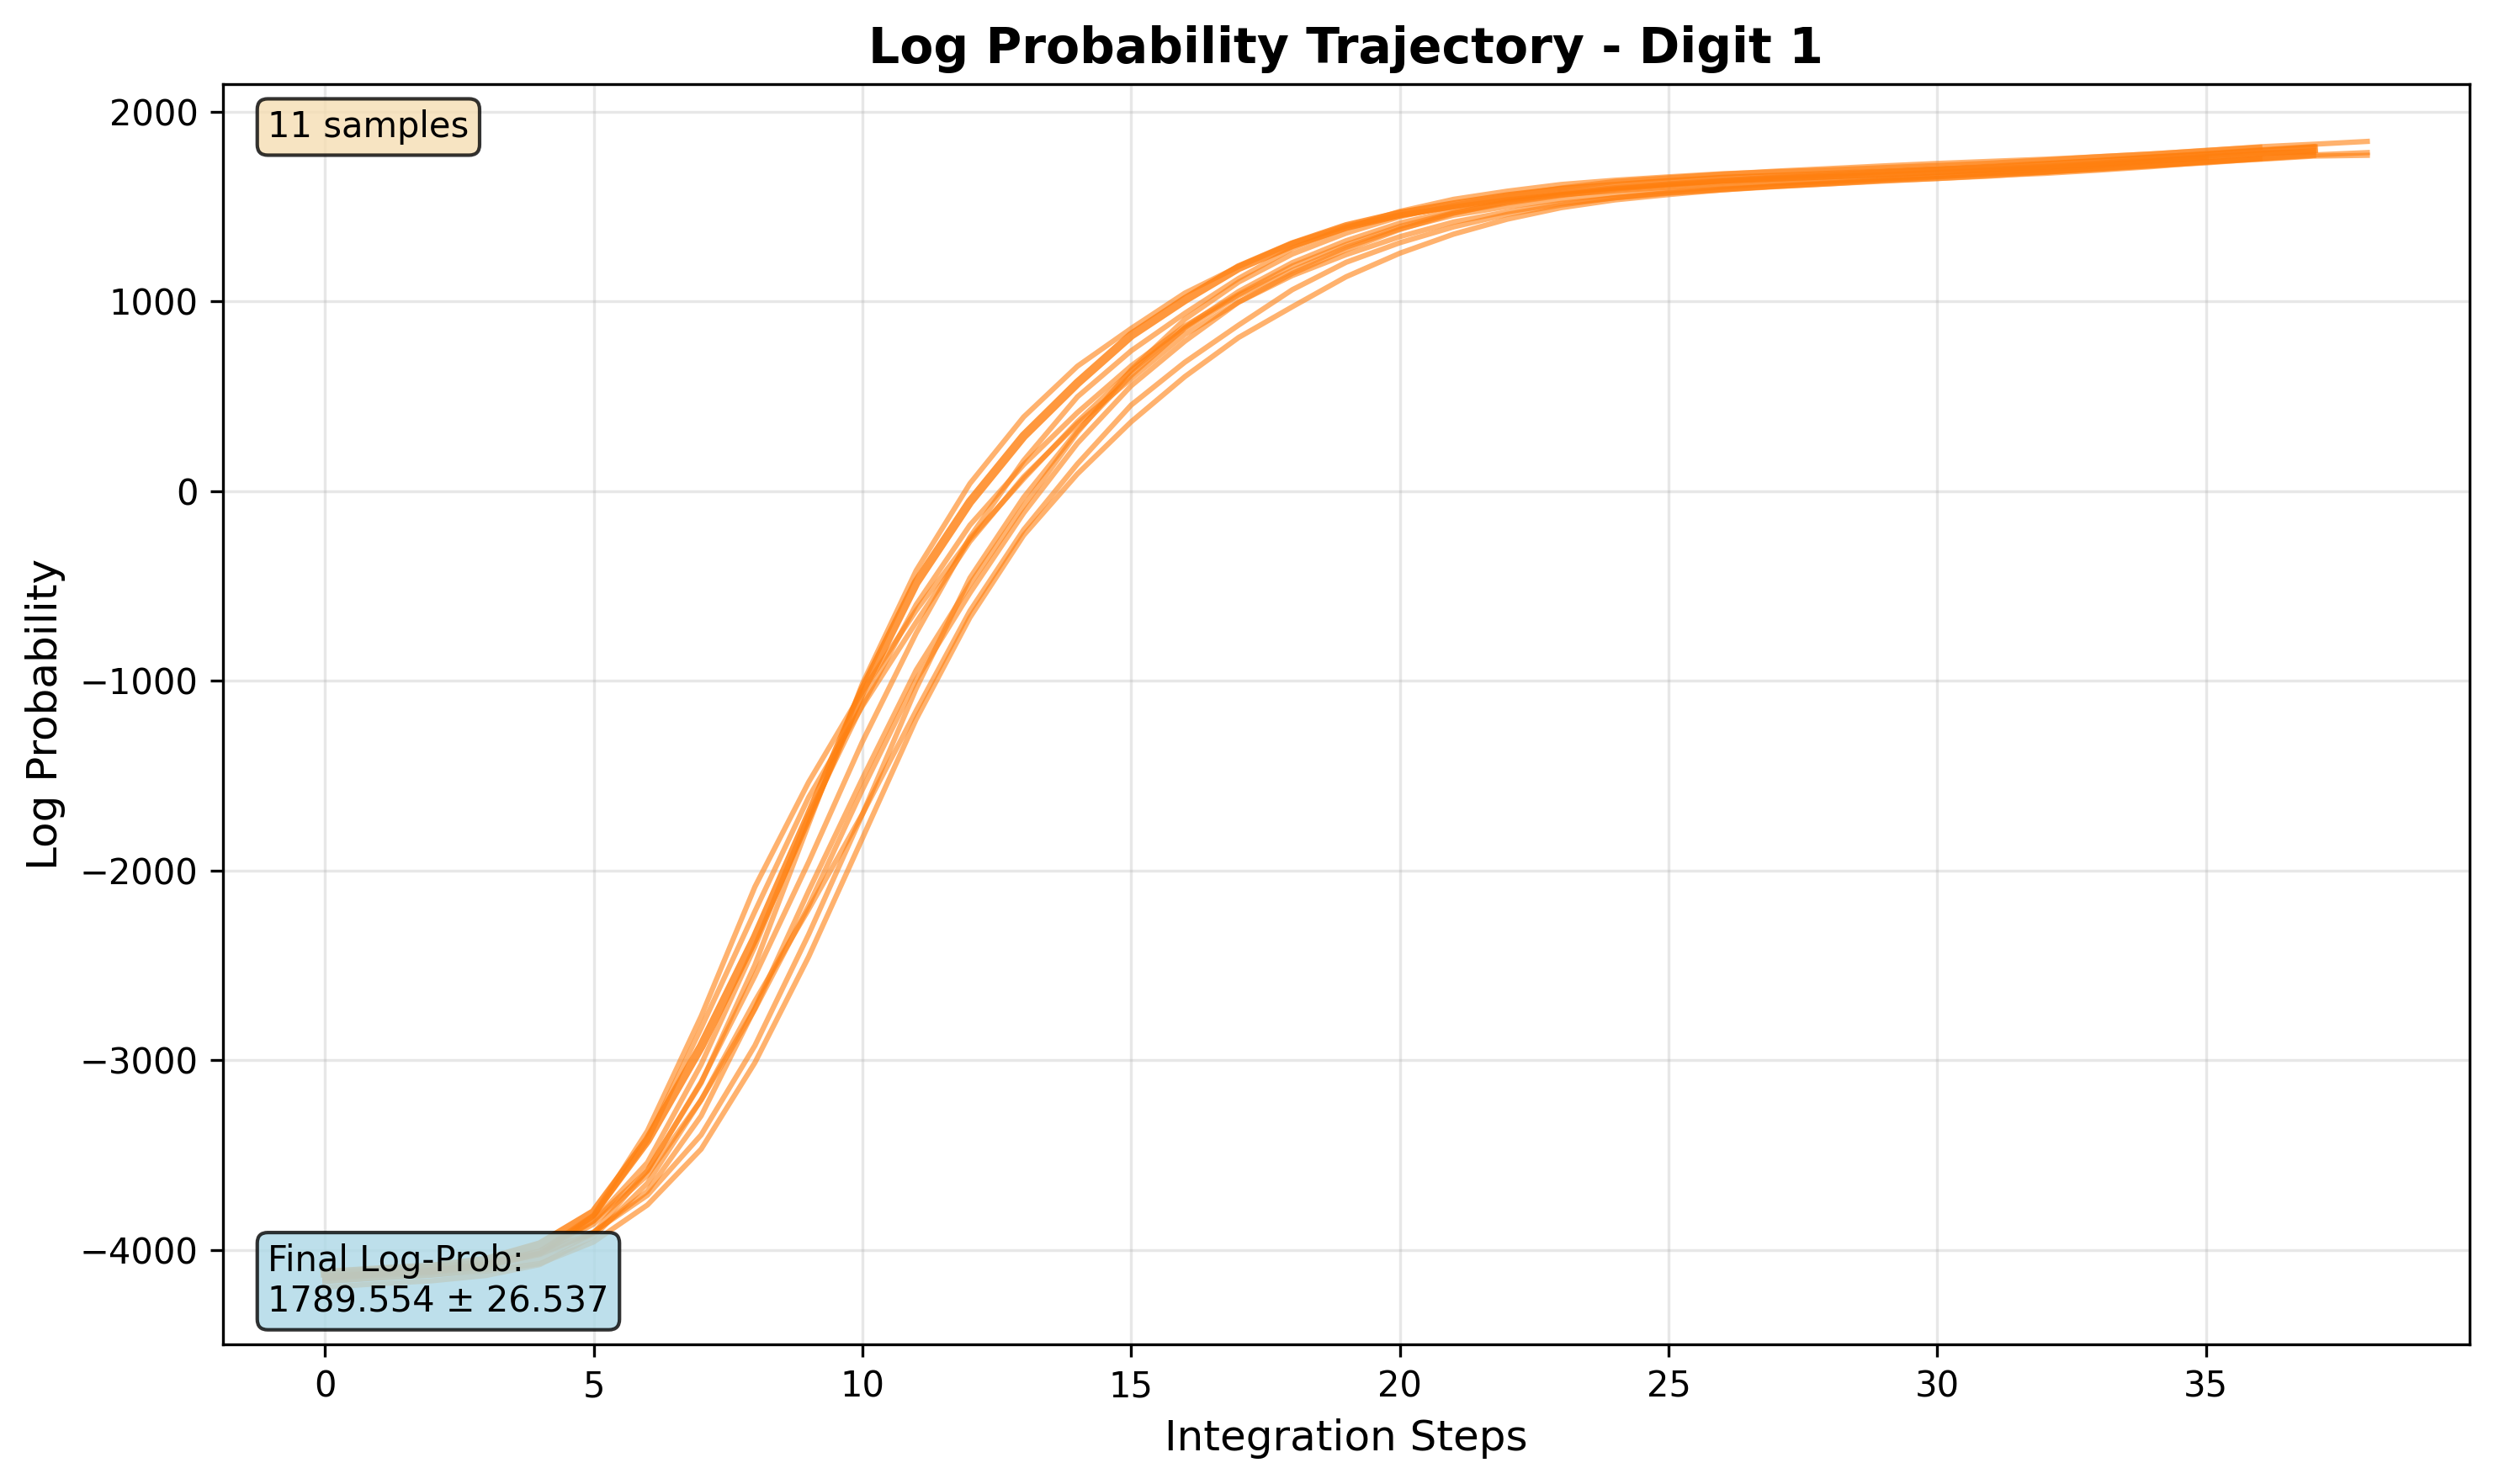 Log Probability Trajectory - Digit 1
11 samples
Log Probability
2000
1000
0
−1000
−2000
−3000
−4000
Final Log-Prob:
1789.554 ± 26.537
0 5 10 15 20 25 30 35
Integration Steps